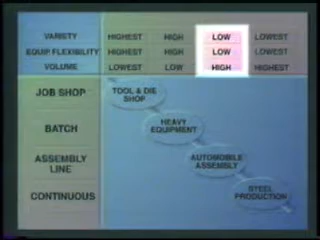 VARIETY HIGHEST HIGH LOW LOWEST
EQUIP FLEXIBILITY HIGHEST HIGH LOW LOWEST
VOLUME LOWEST LOW HIGH HIGHEST
JOB SHOP TOOL & DIE
SHOP
BATCH HEAVY
EQUIPMENT
ASSEMBLY
LINE AUTOMOBILE
ASSEMBLY
CONTINUOUS STEEL
PRODUCTION